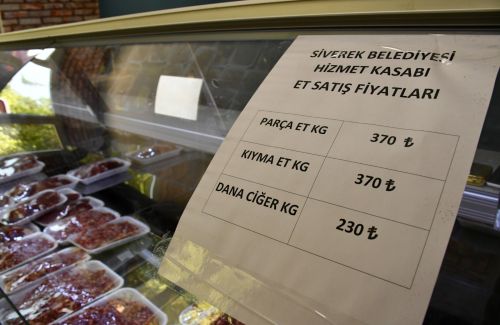 SİVEREK BELEDİYESİ
HİZMET KASABI
ET SATIŞ FİYATLARI
PARÇA ET KG 370 ₺
KIYMA ET KG 370 ₺
DANA CİĞER KG 230 ₺